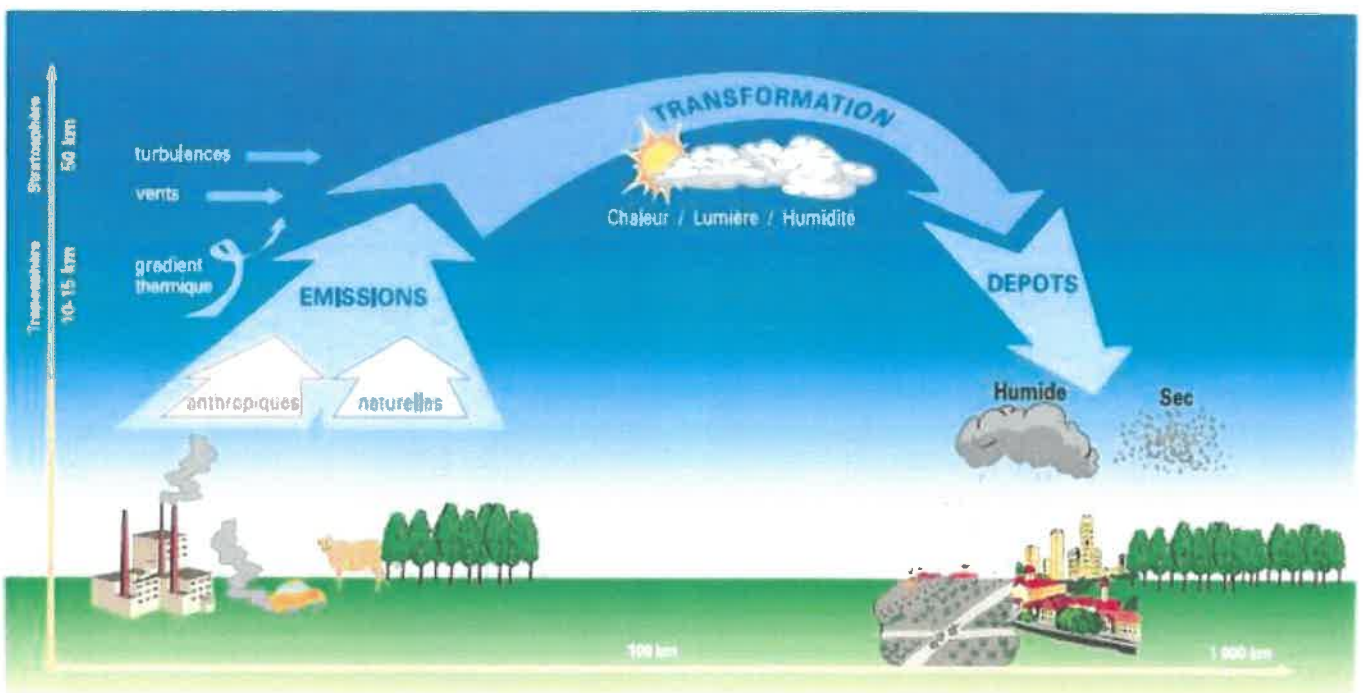 Stratosphère
50 km
Troposphère
10-15 km
turbulences
vents
gradient
thermique
EMISSIONS
anthropiques
naturelles
TRANSFORMATION
Chaleur / Lumière / Humidité
DEPOTS
Humide
Sec
100 km
1 000 km